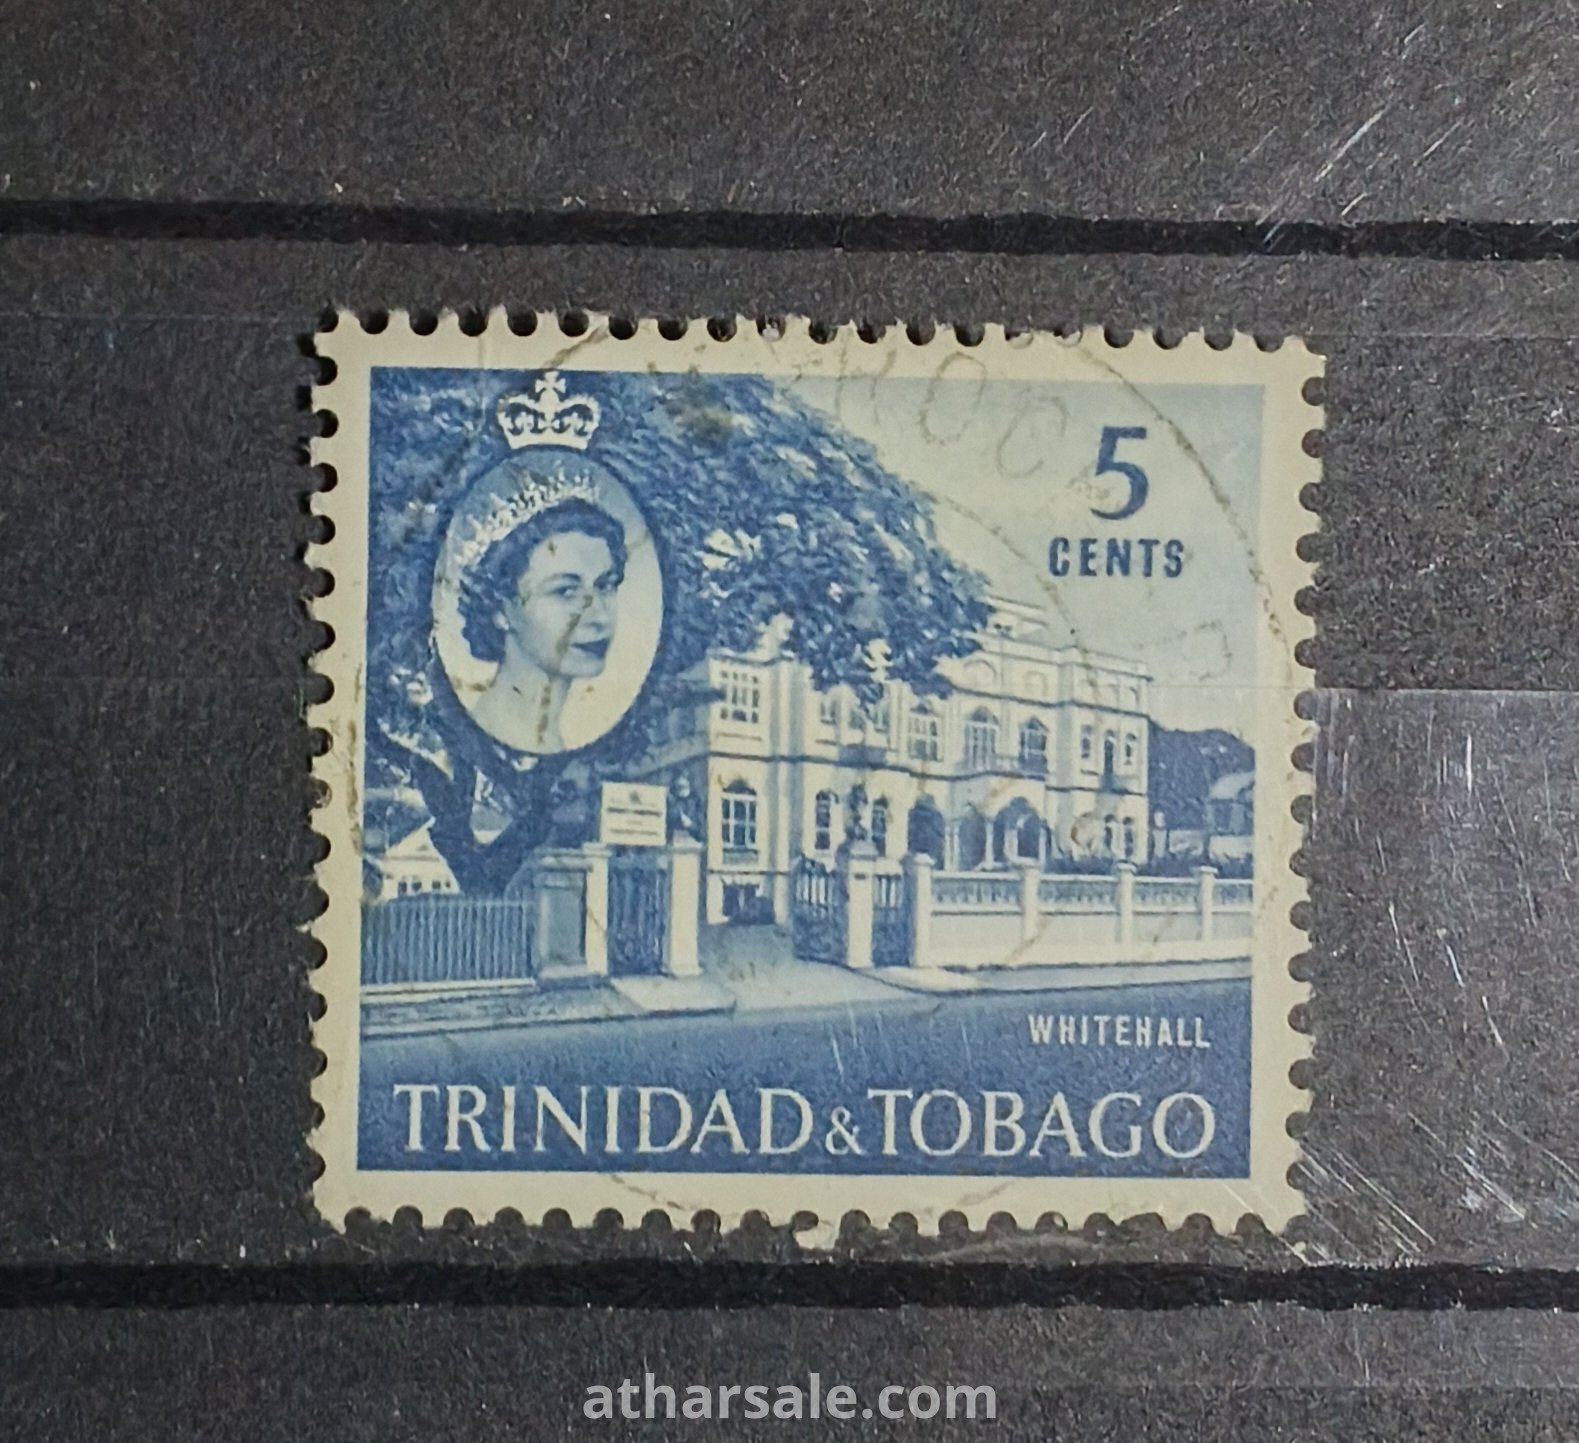 5
CENTS
WHITEHALL
TRINIDAD & TOBAGO
atharsale.com